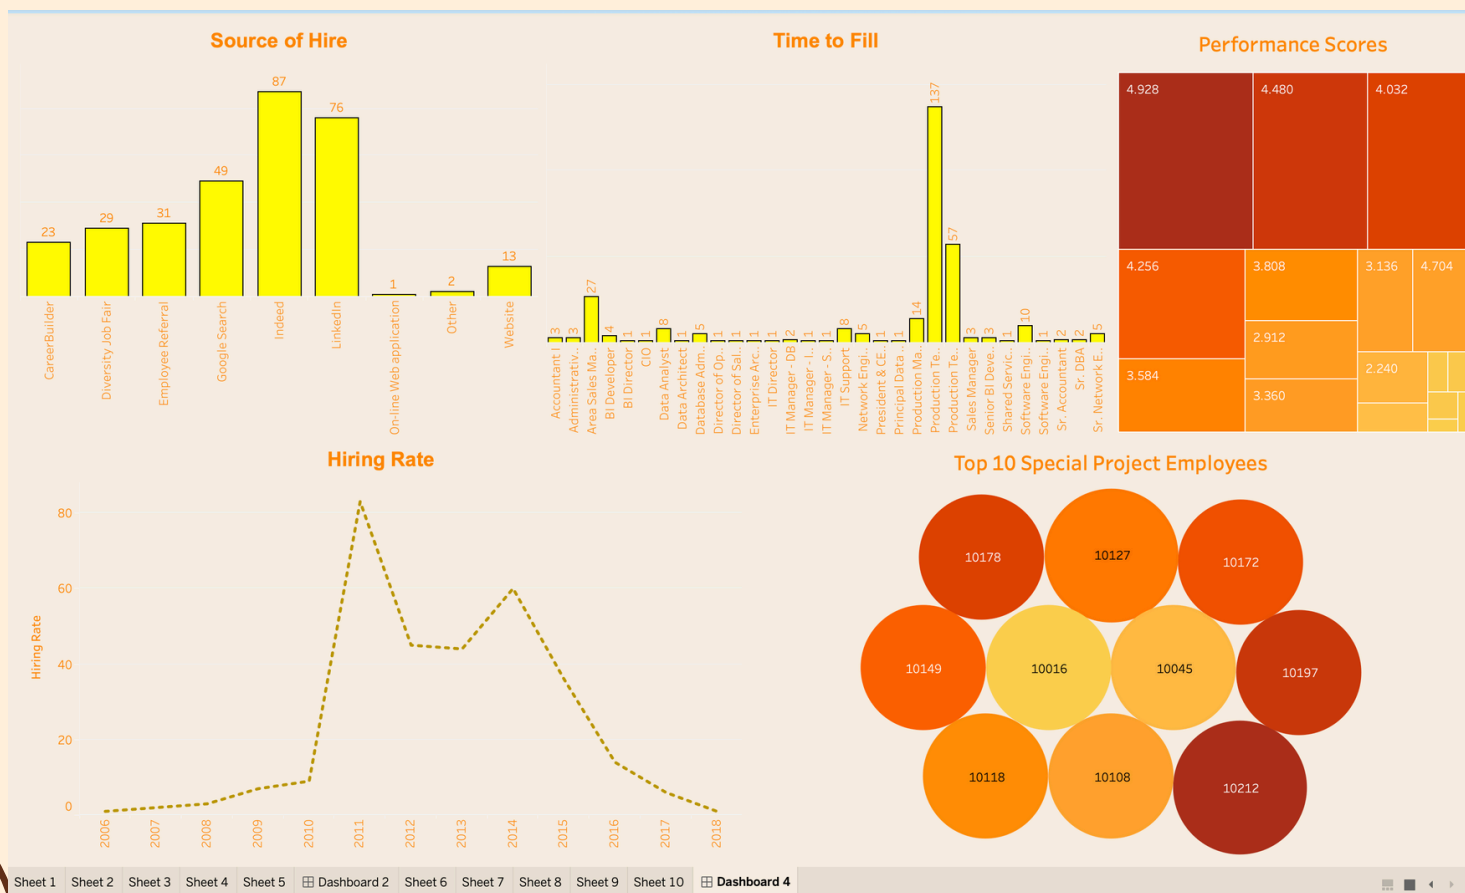 Source of Hire
23
29
31
49
87
76
1
2
13
CareerBuilder
Diversity Job Fair
Employee Referral
Google Search
Indeed
LinkedIn
On-line Web application
Other
Website
Time to Fill
3
3
27
4
1
1
8
1
5
1
1
1
1
2
1
1
8
5
1
1
14
137
57
3
3
1
10
1
2
2
5
Accountant I
Administrativ..
Area Sales Ma..
BI Developer
BI Director
CIO
Data Analyst
Data Architect
Database Adm..
Director of Op..
Director of Sal..
Enterprise Arc..
IT Director
IT Manager - DB
IT Manager - I..
IT Manager - S..
IT Support
Network Engi..
President & CE..
Principal Data ..
Production Ma..
Production Te..
Production Te..
Sales Manager
Senior BI Deve..
Shared Servic..
Software Engi..
Software Engi..
Sr. Accountant
Sr. DBA
Sr. Network E..
Performance Scores
4.928
4.480
4.032
4.256
3.808
3.136
4.704
2.912
3.584
3.360
2.240
Hiring Rate
Hiring Rate
80
60
40
20
0
2006
2007
2008
2009
2010
2011
2012
2013
2014
2015
2016
2017
2018
Top 10 Special Project Employees
10178
10127
10172
10149
10016
10045
10197
10118
10108
10212
Sheet 1
Sheet 2
Sheet 3
Sheet 4
Sheet 5
Dashboard 2
Sheet 6
Sheet 7
Sheet 8
Sheet 9
Sheet 10
Dashboard 4